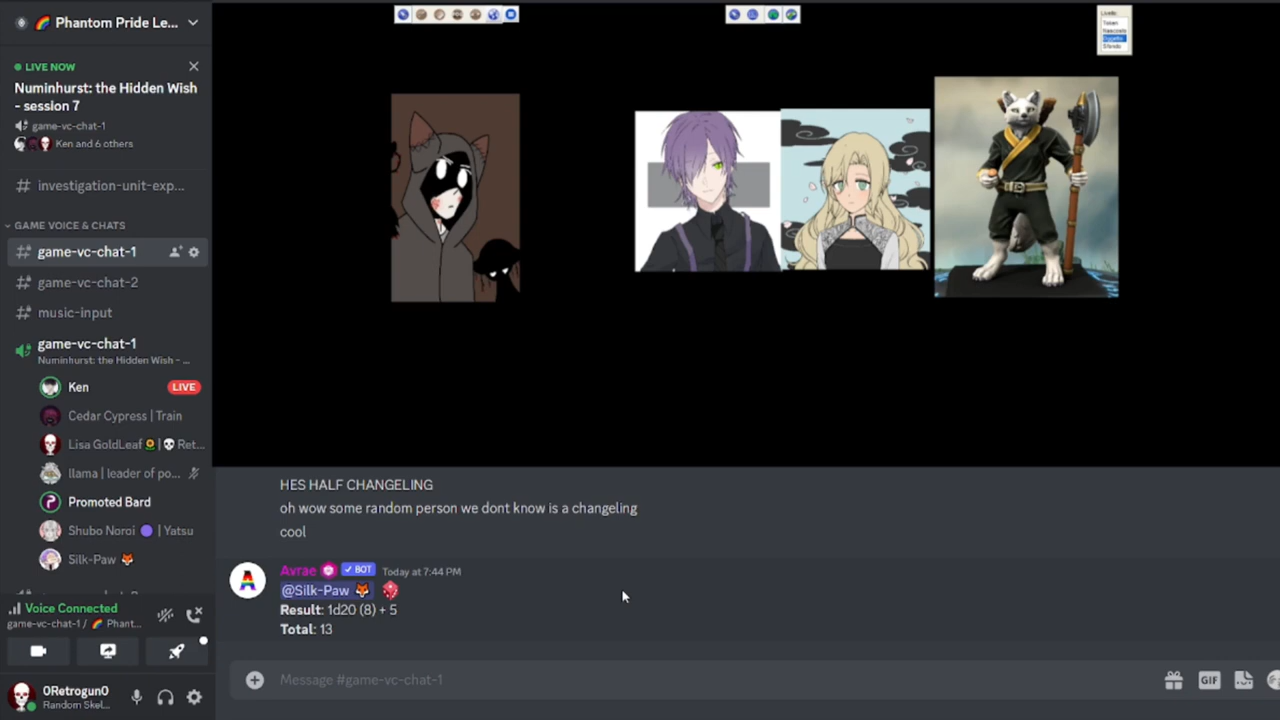 Phantom Pride Le...
LIVE NOW
Numinhurst: the Hidden Wish
- session 7
game-vc-chat-1
Ken and 6 others
investigation-unit-exp...
GAME VOICE & CHATS
game-vc-chat-1
game-vc-chat-2
music-input
game-vc-chat-1
Numinhurst: the Hidden Wish - ...
Ken
LIVE
Cedar Cypress | Train
Lisa GoldLeaf | Ret...
llama | leader of po...
Promoted Bard
Shubo Noroi | Yatsu
Silk-Paw
Voice Connected
game-vc-chat-1 / Phant...
0Retrogun0
Random Skel...
HES HALF CHANGELING
oh wow some random person we dont know is a changeling
cool
Avrae BOT Today at 7:44 PM
@Silk-Paw
Result: 1d20 (8) + 5
Total: 13
Message #game-vc-chat-1
GIF